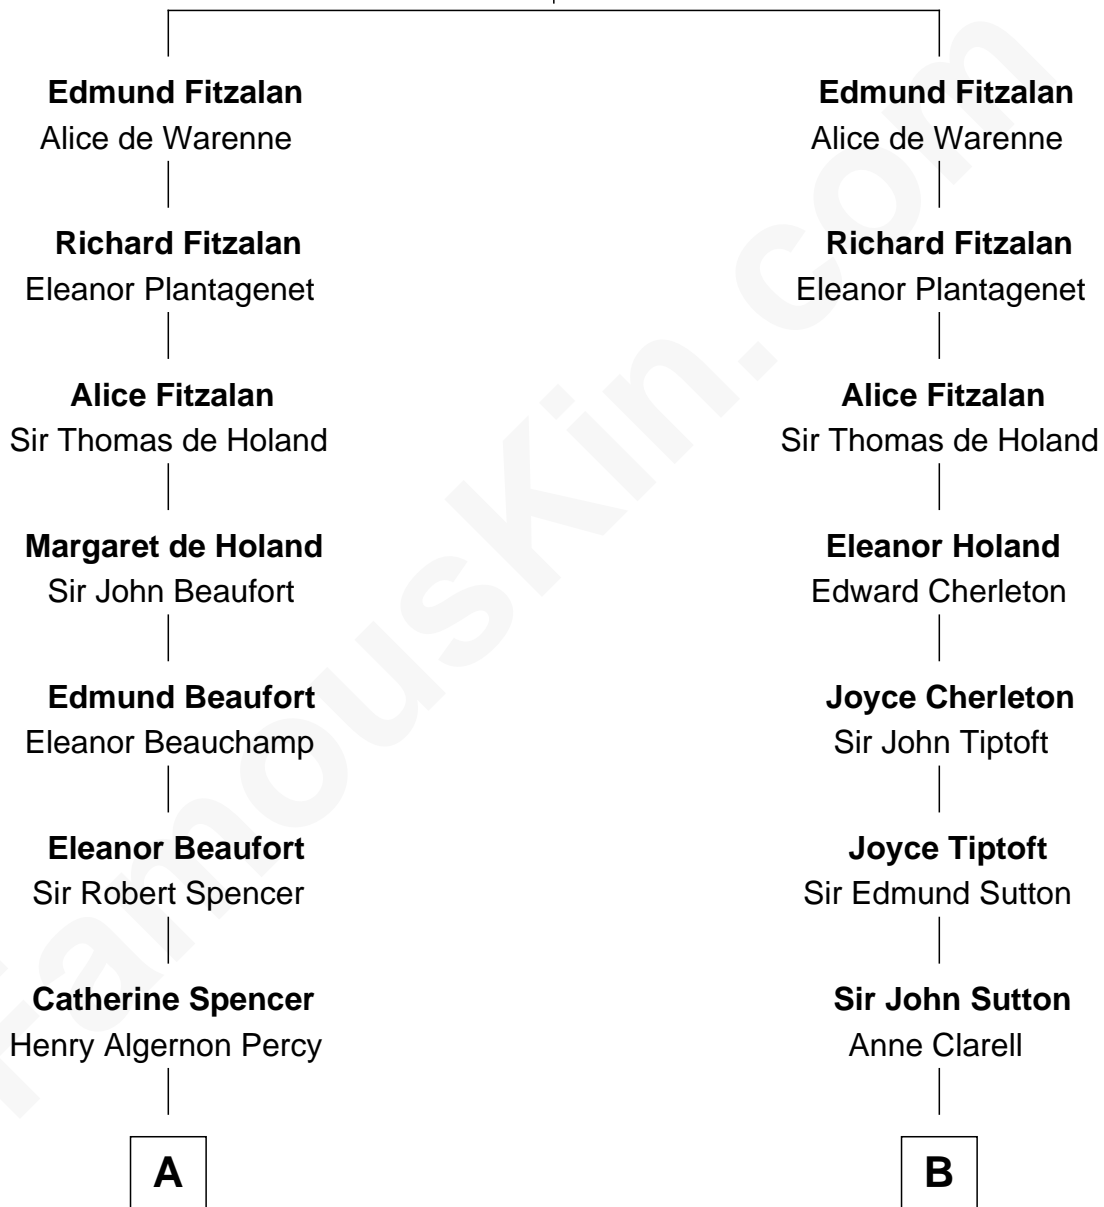 Edmund Fitzalan
Alice de Warenne
Richard Fitzalan
Eleanor Plantagenet
Alice Fitzalan
Sir Thomas de Holand
Margaret de Holand
Sir John Beaufort
Edmund Beaufort
Eleanor Beauchamp
Eleanor Beaufort
Sir Robert Spencer
Catherine Spencer
Henry Algernon Percy
A
Edmund Fitzalan
Alice de Warenne
Richard Fitzalan
Eleanor Plantagenet
Alice Fitzalan
Sir Thomas de Holand
Eleanor Holand
Edward Cherleton
Joyce Cherleton
Sir John Tiptoft
Joyce Tiptoft
Sir Edmund Sutton
Sir John Sutton
Anne Clarell
B
FamousKin.com